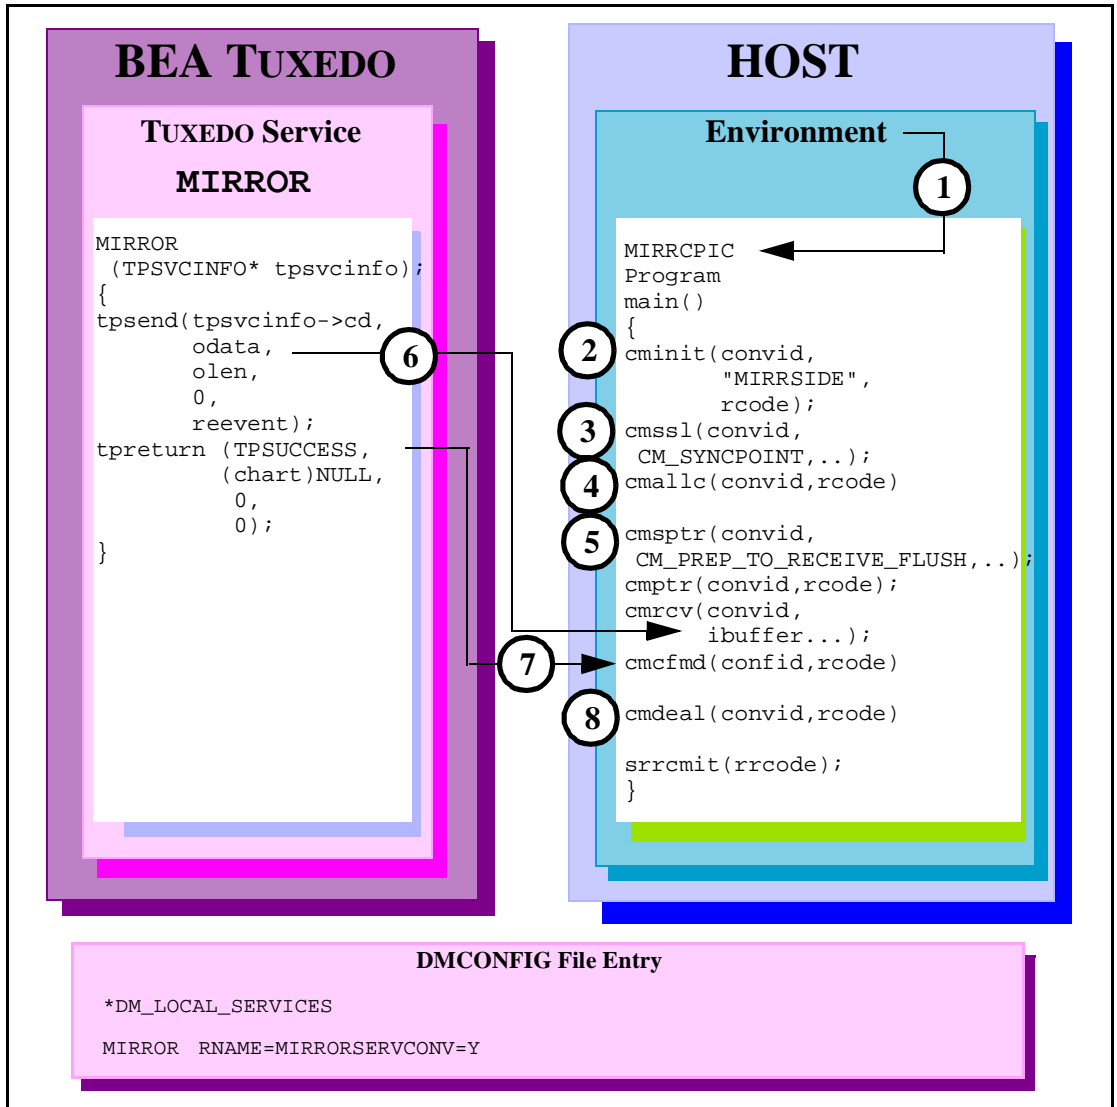 BEA TUXEDO
TUXEDO Service
MIRROR
MIRROR
(TPSVCINFO* tpsvcinfo);
{
tpsend(tpsvcinfo->cd,
odata,
olen,
0,
reevent);
tpreturn (TPSUCCESS,
(chart)NULL,
0,
0);
}
6
7
HOST
Environment
1
MIRRCPIC
Program
main()
{
2
cminit(convid,
"MIRRSIDE",
rcode);
3
cmssl(convid,
CM_SYNCPOINT,..);
4
cmallc(convid,rcode)
5
cmsptr(convid,
CM_PREP_TO_RECEIVE_FLUSH,..);
cmptr(convid,rcode);
cmrcv(convid,
ibuffer...);
cmcfmd(confid,rcode)
8
cmdeal(convid,rcode)
srrcmit(rrcode);
}
DMCONFIG File Entry
*DM_LOCAL_SERVICES
MIRROR RNAME=MIRRORSERVCONV=Y